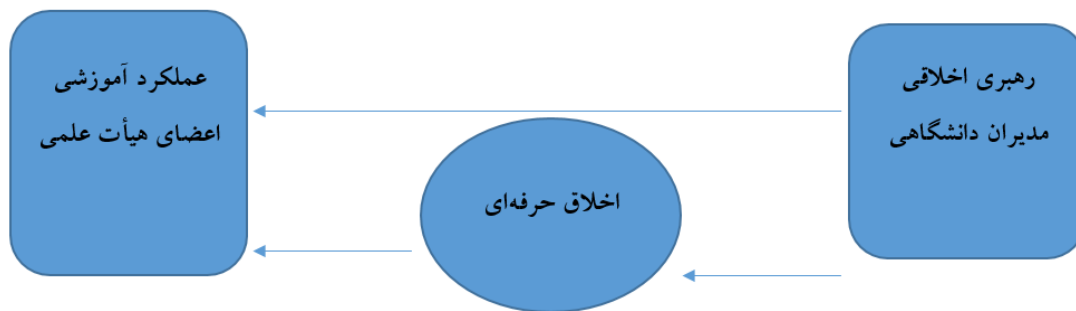 رهبری اخلاقی
مدیران دانشگاهی
اخلاق حرفه‌ای
عملکرد آموزشی
اعضای هیأت علمی